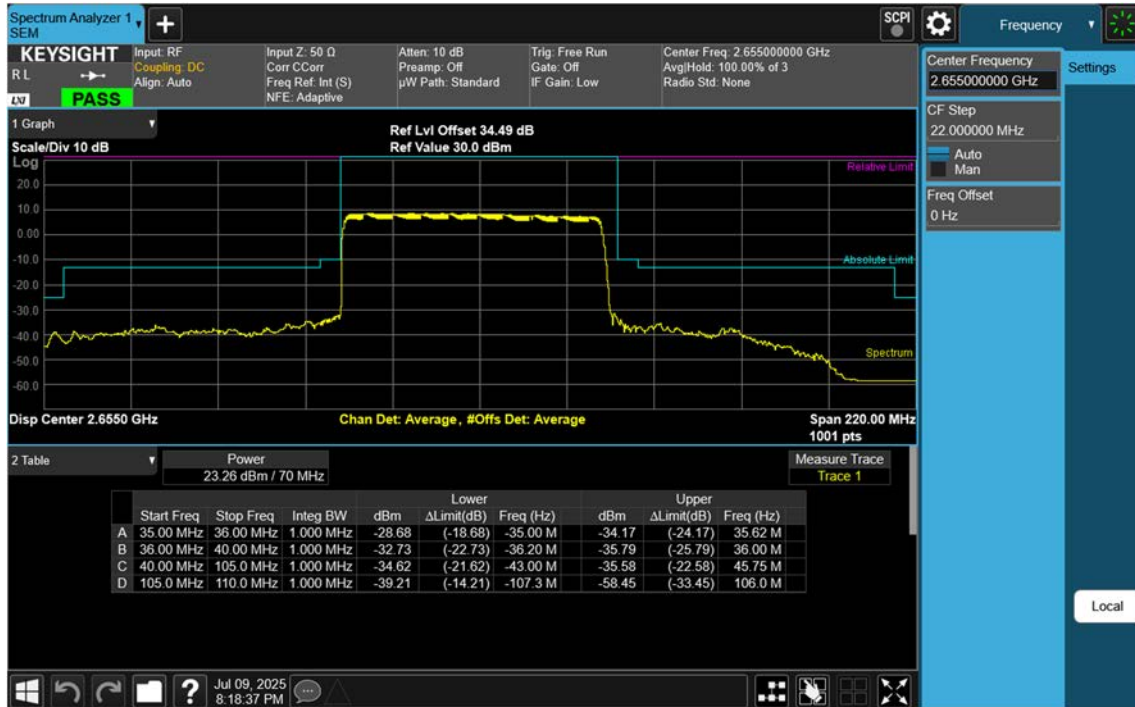 Spectrum Analyzer 1
SEM
SCPI
Frequency
KEYSIGHT
R L
LXI
PASS
Input: RF
Coupling: DC
Align: Auto
Input Z: 50 Ω
Corr CCorr
Freq Ref: Int (S)
NFE: Adaptive
Atten: 10 dB
Preamp: Off
µW Path: Standard
Trig: Free Run
Gate: Off
IF Gain: Low
Center Freq: 2.655000000 GHz
Avg|Hold: 100.00% of 3
Radio Std: None
Center Frequency
2.655000000 GHz
Settings
CF Step
22.000000 MHz
Auto
Man
Freq Offset
0 Hz
1 Graph
Scale/Div 10 dB
Ref Lvl Offset 34.49 dB
Ref Value 30.0 dBm
Log
20.0
10.0
0.00
-10.0
-20.0
-30.0
-40.0
-50.0
-60.0
Relative Limit
Absolute Limit
Spectrum
Disp Center 2.6550 GHz
Chan Det: Average, #Offs Det: Average
Span 220.00 MHz
1001 pts
2 Table
Power
23.26 dBm / 70 MHz
Measure Trace
Trace 1
Lower Upper
Start Freq Stop Freq Integ BW dBm ΔLimit(dB) Freq (Hz) dBm ΔLimit(dB) Freq (Hz)
A 35.00 MHz 36.00 MHz 1.000 MHz -28.68 (-18.68) -35.00 M -34.17 (-24.17) 35.62 M
B 36.00 MHz 40.00 MHz 1.000 MHz -32.73 (-22.73) -36.20 M -35.79 (-25.79) 36.00 M
C 40.00 MHz 105.0 MHz 1.000 MHz -34.62 (-21.62) -43.00 M -35.58 (-22.58) 45.75 M
D 105.0 MHz 110.0 MHz 1.000 MHz -39.21 (-14.21) -107.3 M -58.45 (-33.45) 106.0 M
Local
?
Jul 09, 2025
8:18:37 PM